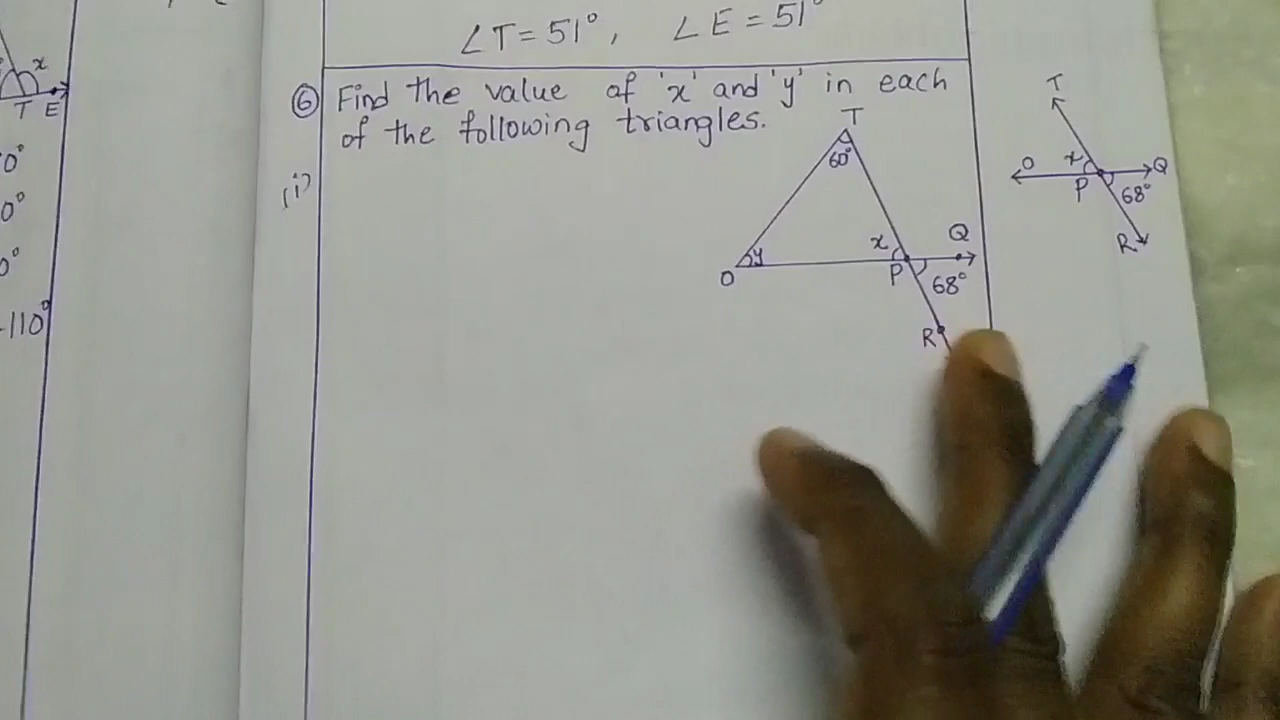 x
T E
0°
0°
0°
-110°
∠T = 51°, ∠E = 51°
6 Find the value of 'x' and 'y' in each
of the following triangles.
(i)
T
60°
y
x
O
P
Q
68°
R
T
O
x
Q
P
68°
R